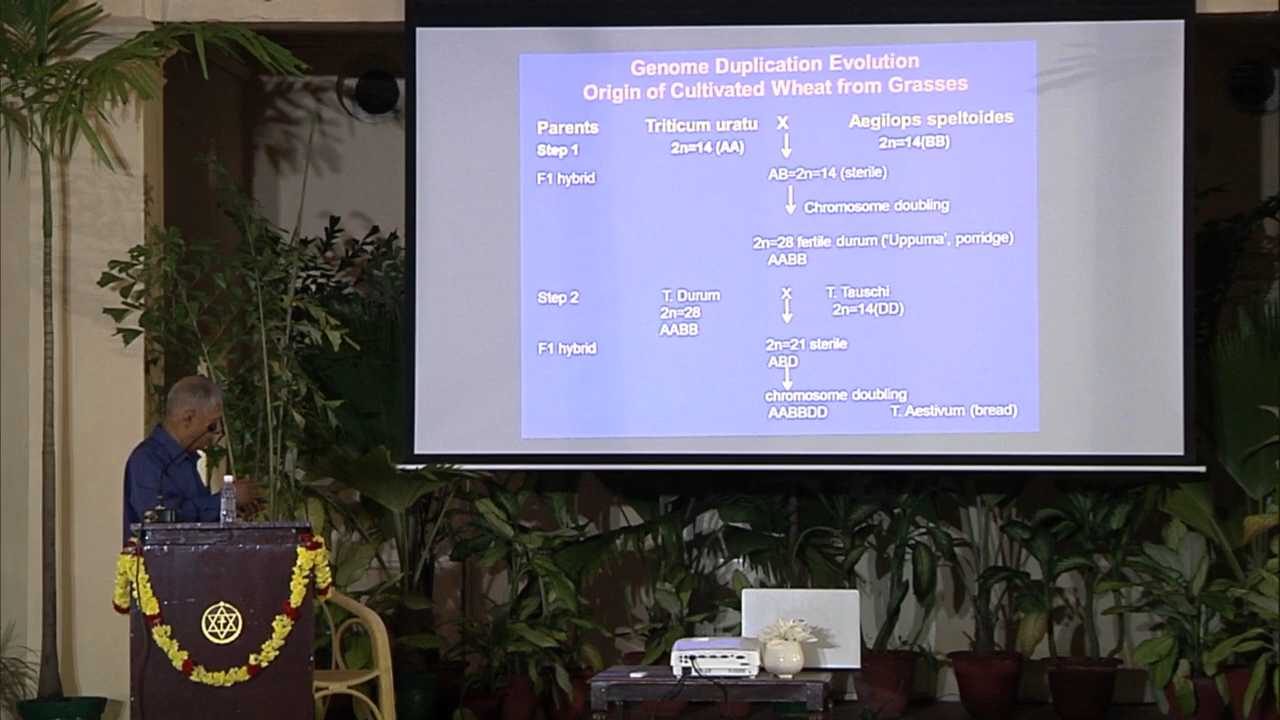 Genome Duplication Evolution
Origin of Cultivated Wheat from Grasses
Parents Triticum uratu X Aegilops speltoides
Step 1 2n=14 (AA) 2n=14(BB)
F1 hybrid AB=2n=14 (sterile)
Chromosome doubling
2n=28 fertile durum ('Uppuma', porridge)
AABB
Step 2 T. Durum X T. Tauschi
2n=28 2n=14(DD)
AABB
F1 hybrid 2n=21 sterile
ABD
chromosome doubling
AABBDD T. Aestivum (bread)